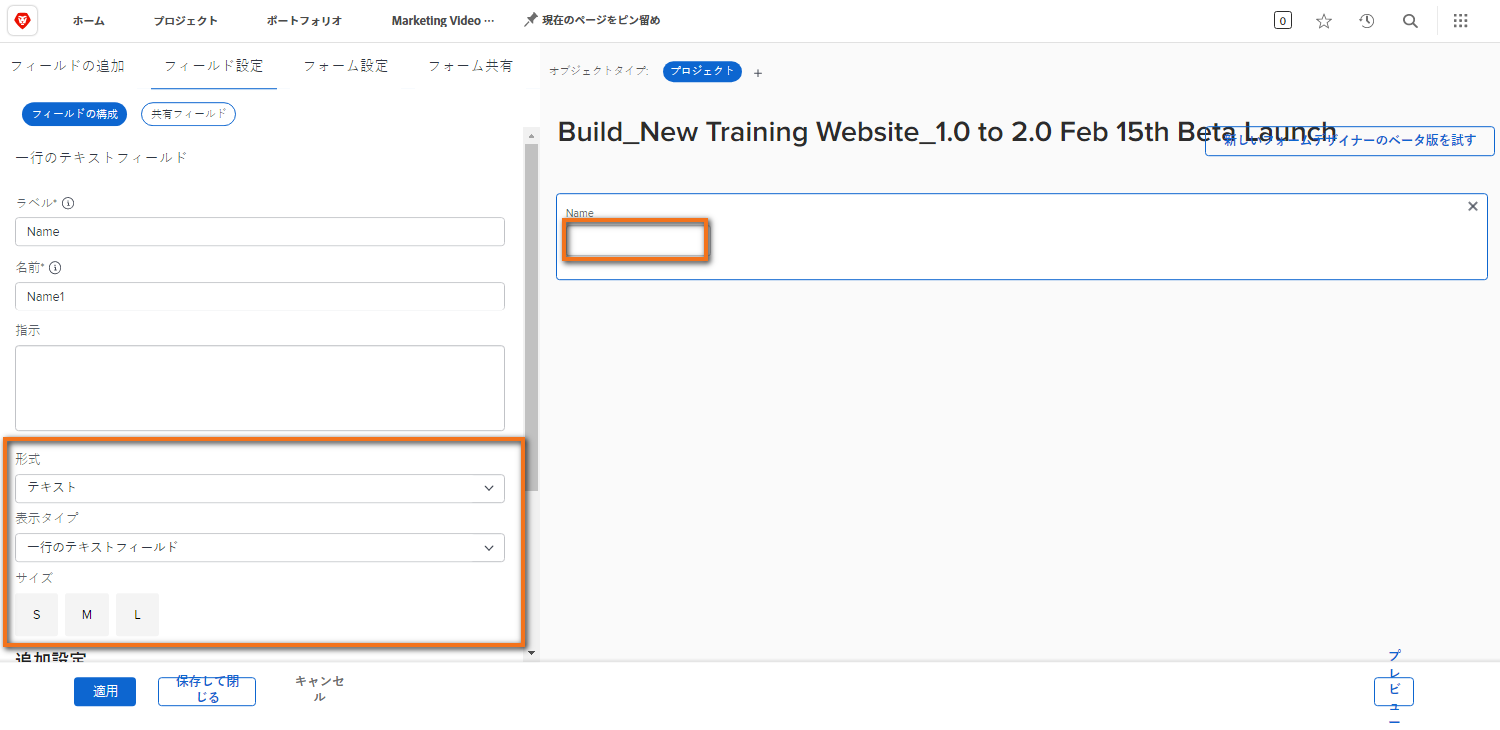 ホーム プロジェクト ポートフォリオ Marketing Video ··· 現在のページをピン留め 0
フィールドの追加 フィールド設定 フォーム設定 フォーム共有
フィールドの構成 共有フィールド
一行のテキストフィールド
ラベル*
Name
名前*
Name1
指示
形式
テキスト
表示タイプ
一行のテキストフィールド
サイズ
S M L
追加設定
適用 保存して閉
じる
キャンセ
ル
オブジェクトタイプ: プロジェクト +
Build_New Training Website_1.0 to 2.0 Feb 15th Beta Launch
新しいフォームデザイナーのベータ版を試す
Name
プ
レ
ビ
ュ
ー